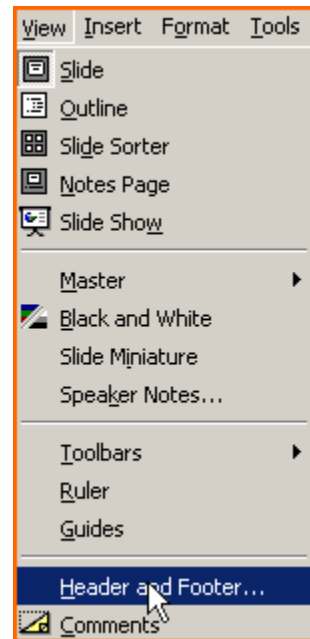 View Insert Format Tools
Slide
Outline
Slide Sorter
Notes Page
Slide Show
Master
Black and White
Slide Miniature
Speaker Notes...
Toolbars
Ruler
Guides
Header and Footer...
Comments